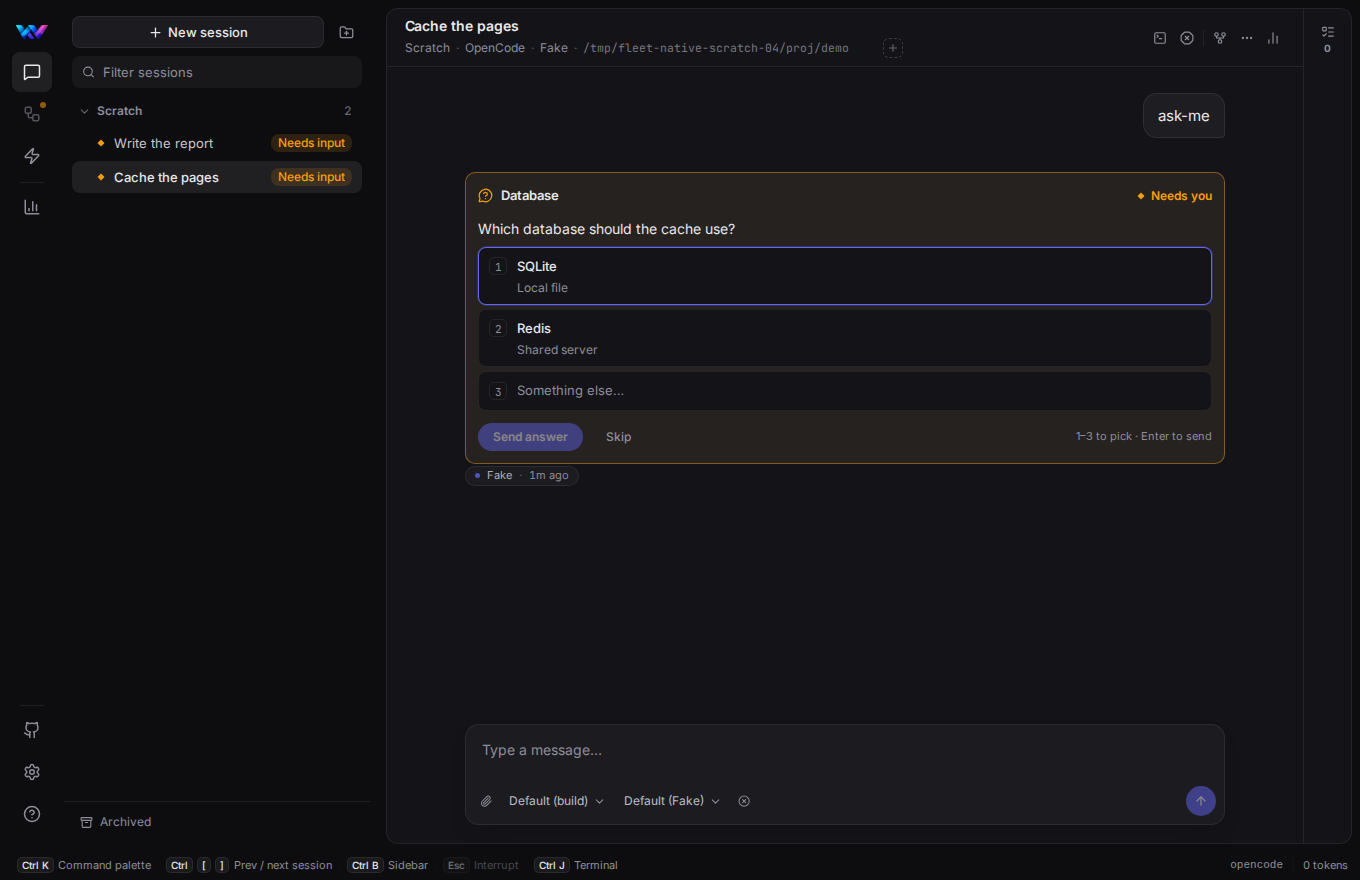 New session
Filter sessions
Scratch 2
Write the report Needs input
Cache the pages Needs input
Archived
Cache the pages
Scratch · OpenCode · Fake · /tmp/fleet-native-scratch-04/proj/demo
0
ask-me
Database Needs you
Which database should the cache use?
1 SQLite
Local file
2 Redis
Shared server
3 Something else...
Send answer Skip 1–3 to pick · Enter to send
Fake · 1m ago
Type a message...
Default (build) Default (Fake)
Ctrl K Command palette Ctrl [ ] Prev / next session Ctrl B Sidebar Esc Interrupt Ctrl J Terminal opencode 0 tokens